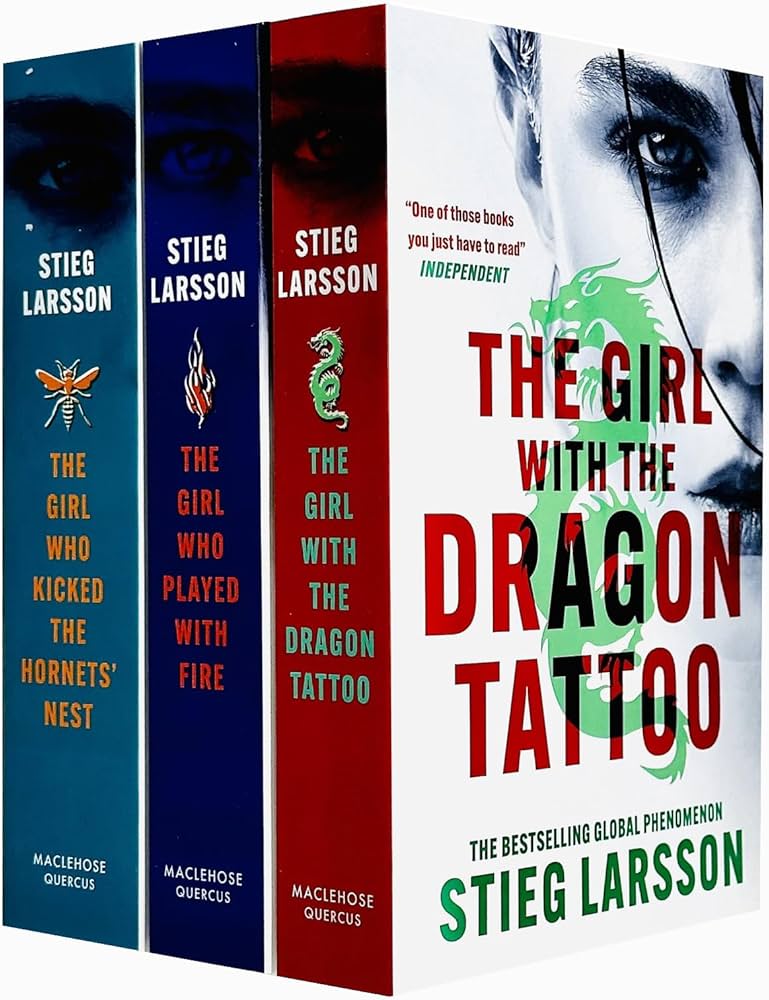 STIEG
LARSSON
THE
GIRL
WHO
KICKED
THE
HORNETS'
NEST
MACLEHOSE
QUERCUS
STIEG
LARSSON
THE
GIRL
WHO
PLAYED
WITH
FIRE
MACLEHOSE
QUERCUS
STIEG
LARSSON
THE
GIRL
WITH
THE
DRAGON
TATTOO
MACLEHOSE
QUERCUS
"One of those books
you just have to read"
INDEPENDENT
THE GIRL
WITH THE
DRAGON
TATTOO
THE BESTSELLING GLOBAL PHENOMENON
STIEG LARSSON